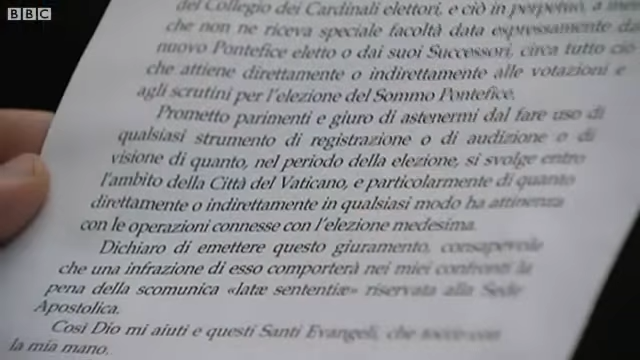 BBC
del Collegio dei Cardinali elettori, e ciò in perpetuo, a
che non ne riceva speciale facoltà data espressamente
nuovo Pontefice eletto o dai suoi Successori, circa tutto ciò
che attiene direttamente o indirettamente alle votazioni e
agli scrutini per l'elezione del Sommo Pontefice.
Prometto parimenti e giuro di astenermi dal fare uso di
qualsiasi strumento di registrazione o di audizione o di
visione di quanto, nel periodo della elezione, si svolge entro
l'ambito della Città del Vaticano, e particolarmente di quanto
direttamente o indirettamente in qualsiasi modo ha attinenza
con le operazioni connesse con l'elezione medesima.
Dichiaro di emettere questo giuramento, consapevole
che una infrazione di esso comporterà nei miei confronti la
pena della scomunica «latæ sententiæ» riservata alla Sede
Apostolica.
Così Dio mi aiuti e questi Santi Evangeli, che tocco con
la mia mano.